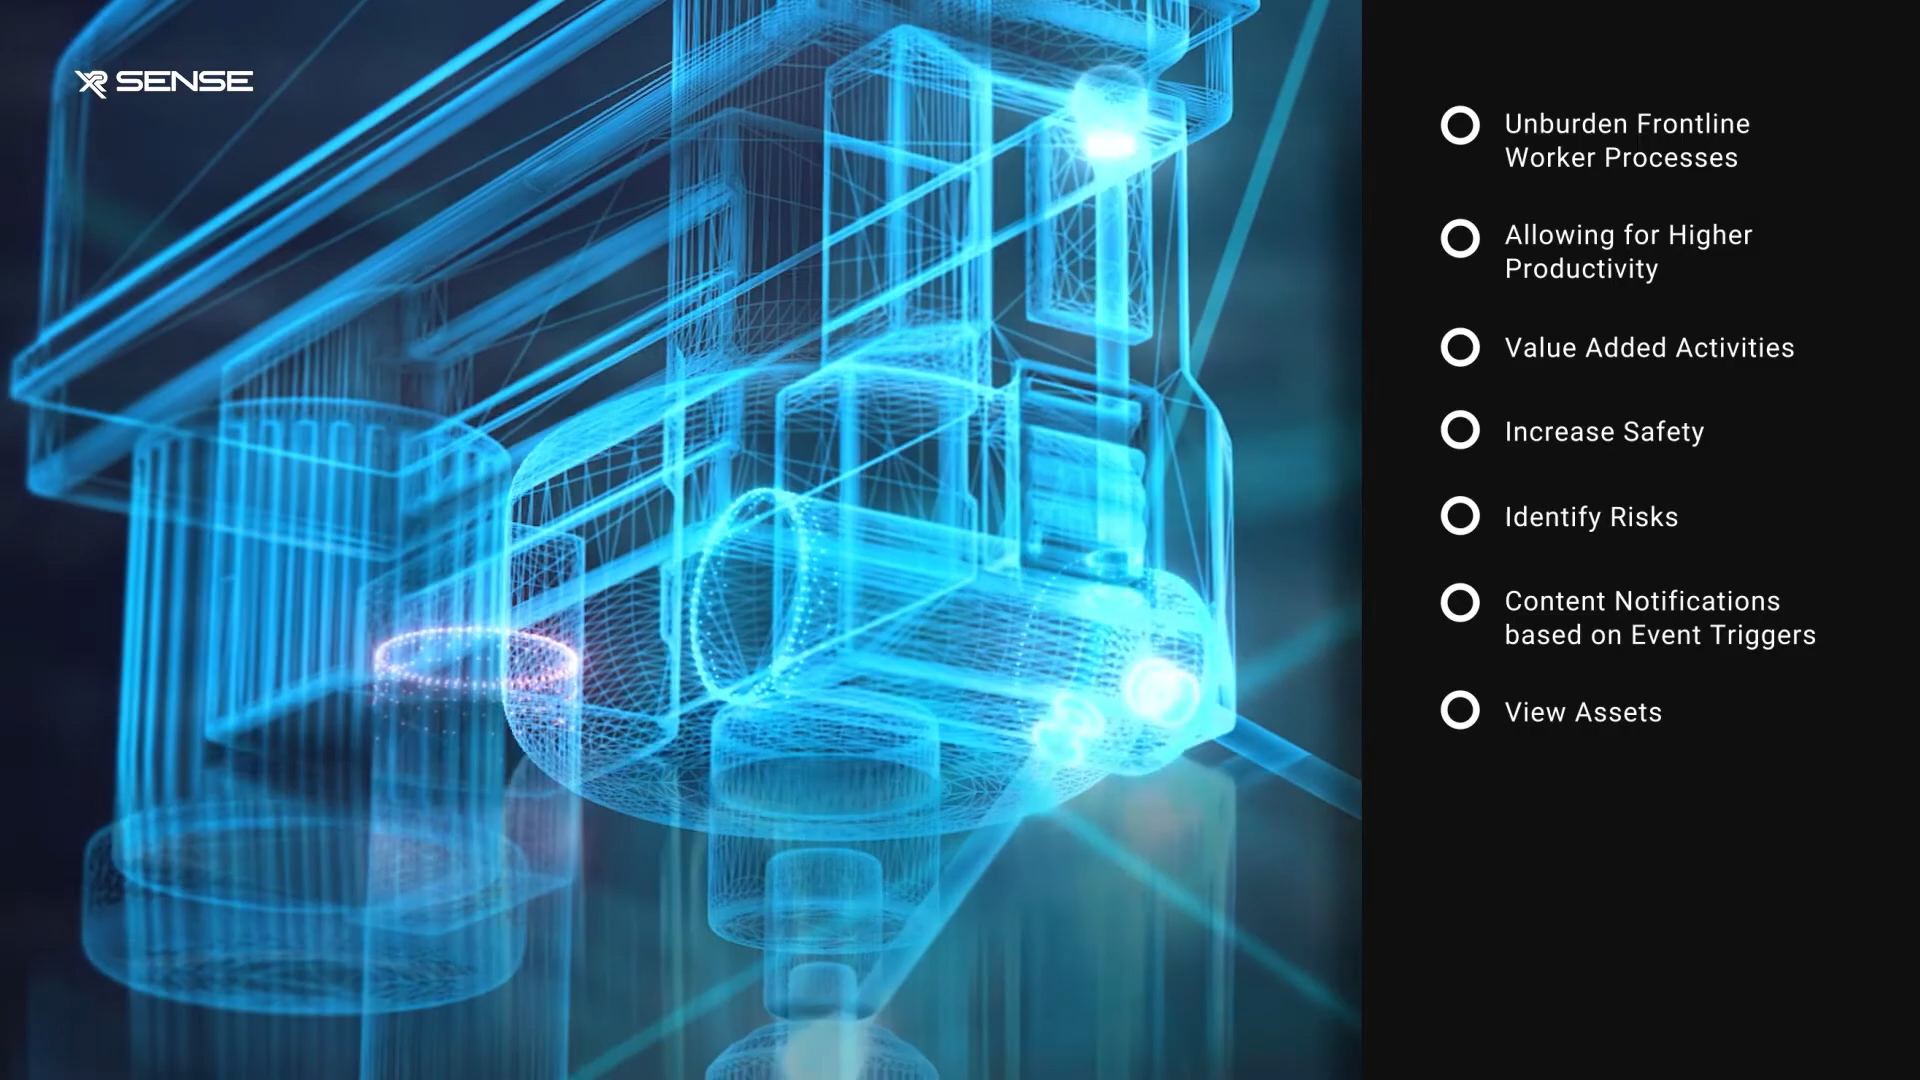 XR SENSE
Unburden Frontline
Worker Processes
Allowing for Higher
Productivity
Value Added Activities
Increase Safety
Identify Risks
Content Notifications
based on Event Triggers
View Assets